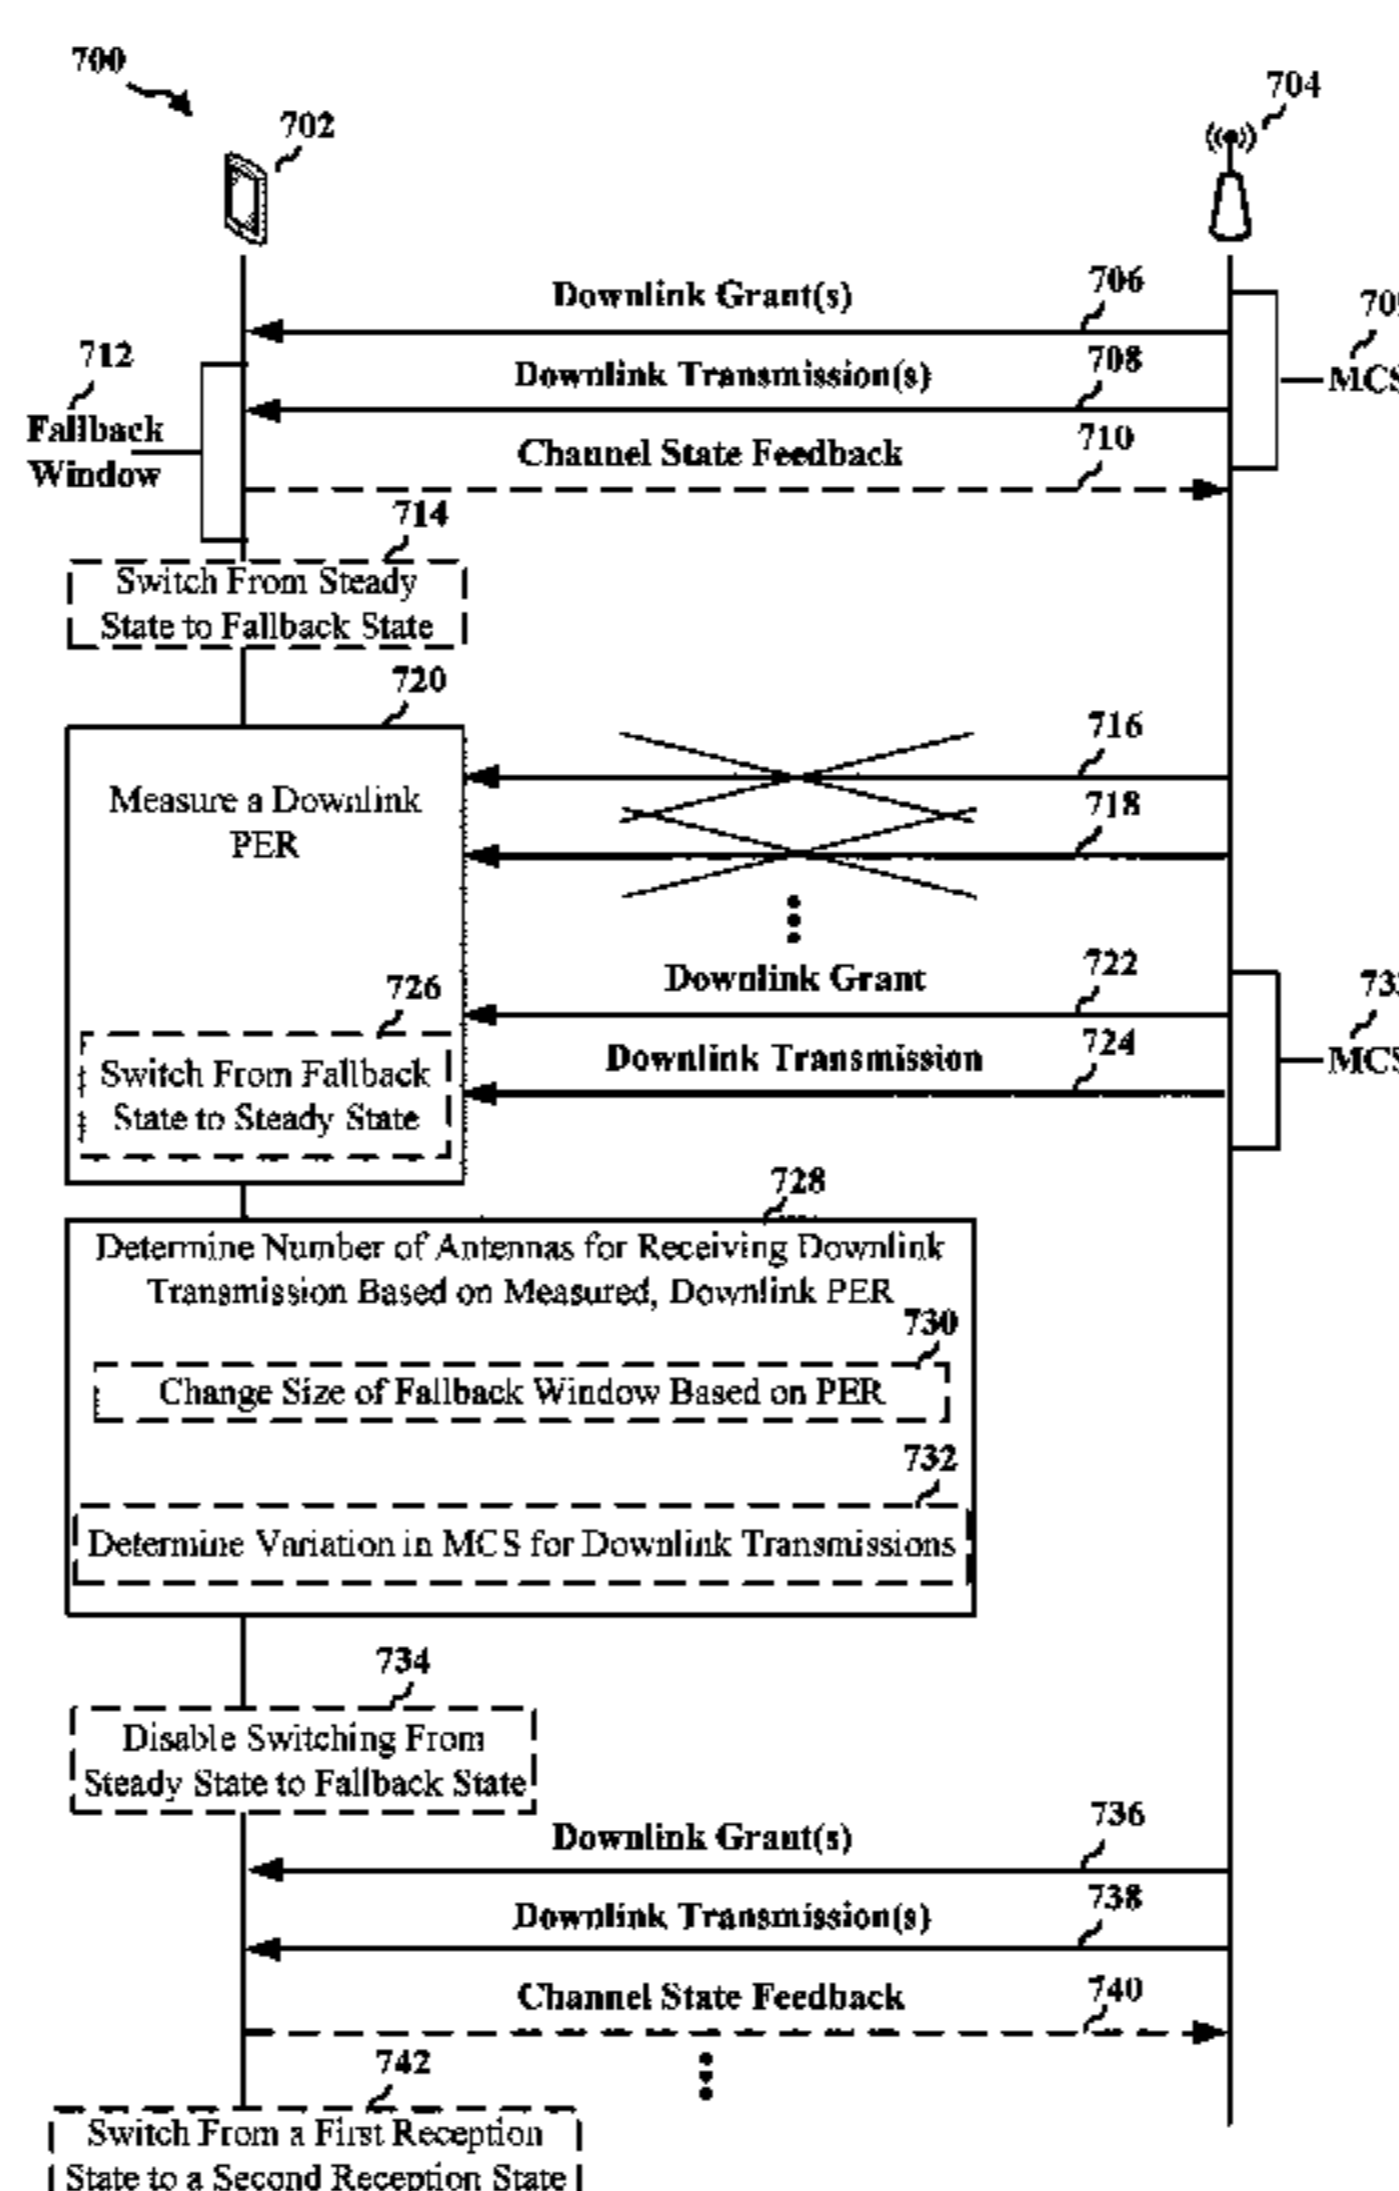 700
702
704
Downlink Grant(s)
706
712
Downlink Transmission(s)
708
MCS
Fallback
Window
Channel State Feedback
710
714
Switch From Steady
State to Fallback State
720
716
Measure a Downlink
PER
718
Downlink Grant
722
726
Downlink Transmission
724
MCS
Switch From Fallback
State to Steady State
728
Determine Number of Antennas for Receiving Downlink
Transmission Based on Measured, Downlink PER
730
Change Size of Fallback Window Based on PER
732
Determine Variation in MCS for Downlink Transmissions
734
Disable Switching From
Steady State to Fallback State
Downlink Grant(s)
736
Downlink Transmission(s)
738
Channel State Feedback
740
742
Switch From a First Reception
State to a Second Reception State